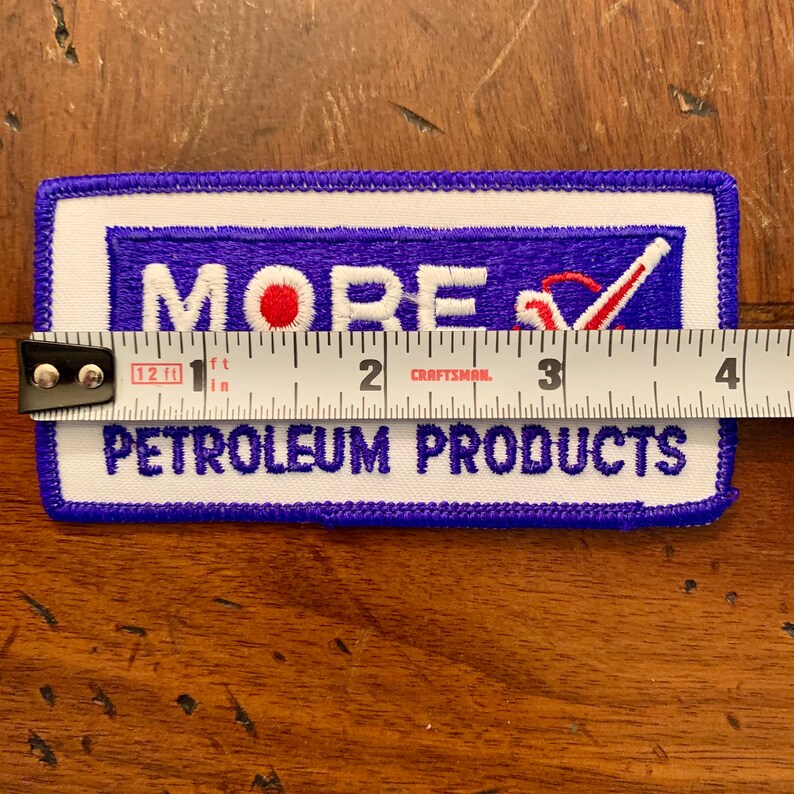 MORE
12 ft 1 ft in 2 CRAFTSMAN. 3 4
PETROLEUM PRODUCTS